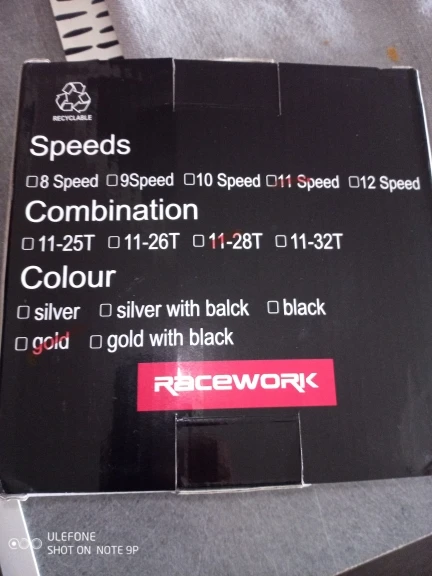 RECYCLABLE
Speeds
8 Speed 9Speed 10 Speed 11 Speed 12 Speed
Combination
11-25T 11-26T 11-28T 11-32T
Colour
silver silver with balck black
gold gold with black
RACEWORK
ULEFONE
SHOT ON NOTE 9P